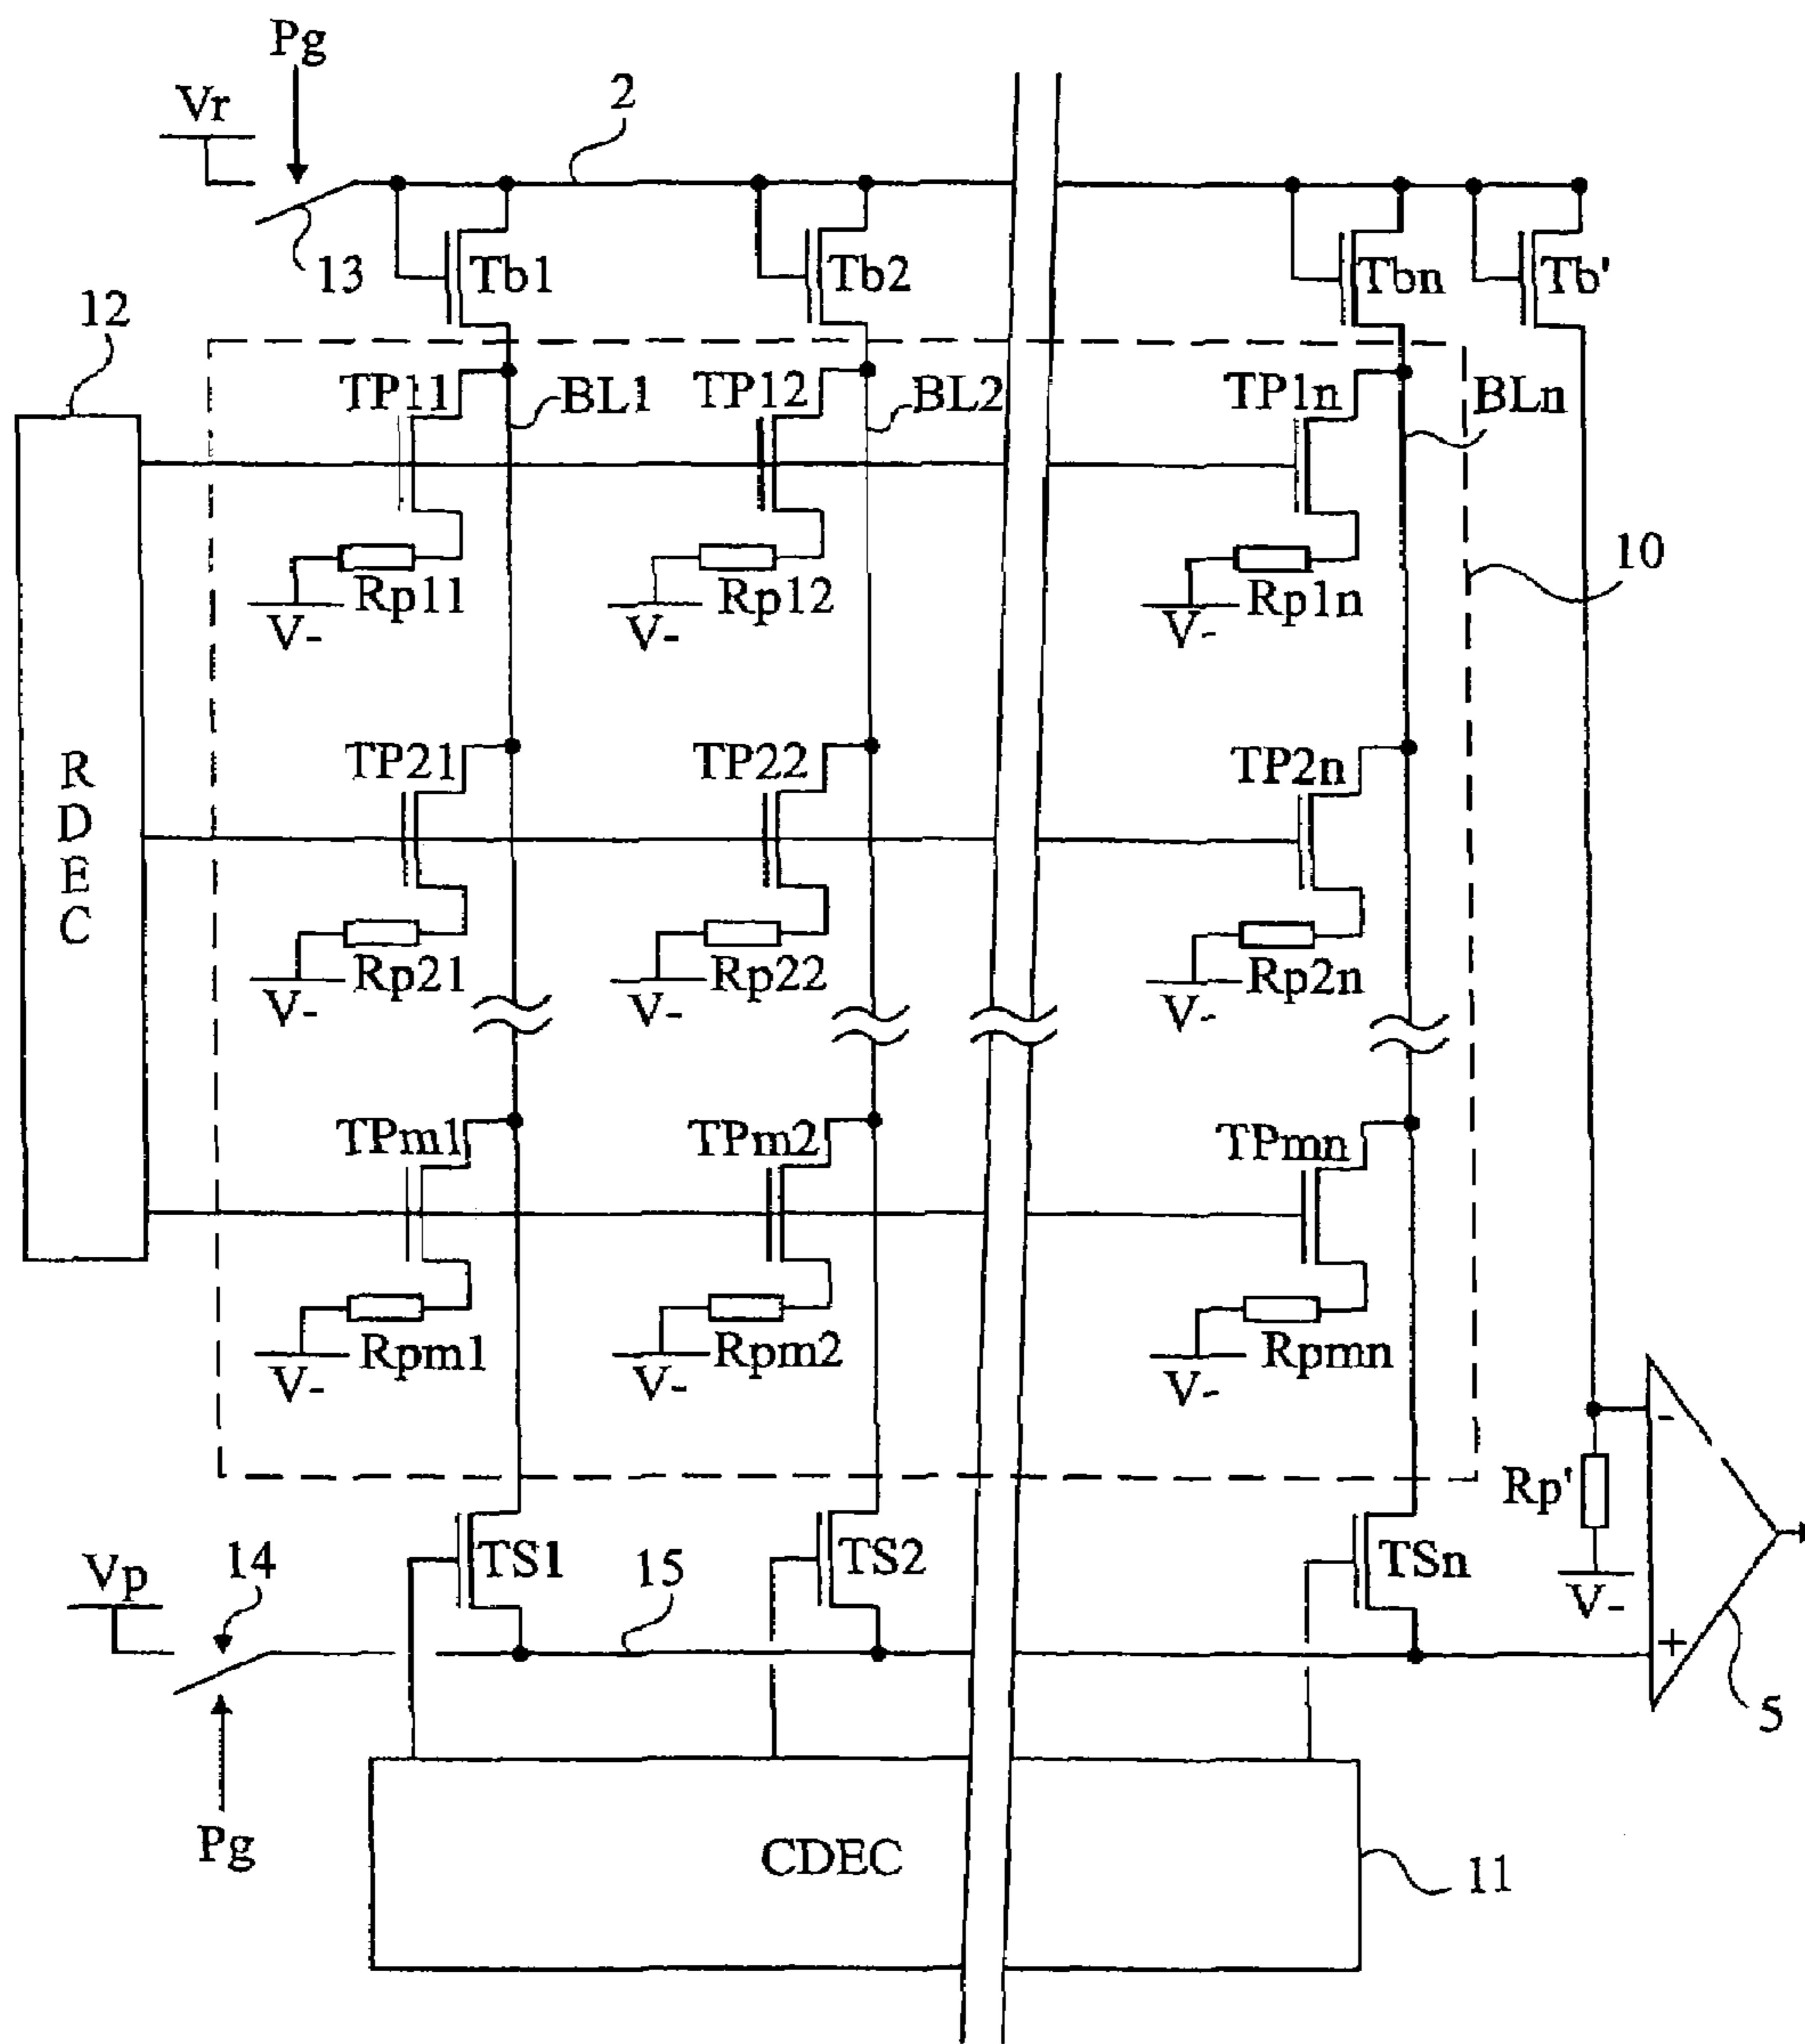 Pg
Vr
2
13
Tb1
Tb2
Tbn
Tb'
12
TP11
BL1
TP12
BL2
TP1n
BLn
10
Rp11
Rp12
Rp1n
V-
V-
V-
R
D
E
C
TP21
TP22
TP2n
Rp21
Rp22
Rp2n
V-
V-
V-
TPm1
TPm2
TPmn
Rpm1
Rpm2
Rpmn
V-
V-
V-
-
Rp'
V-
+
5
TS1
TS2
TSn
Vp
14
15
Pg
CDEC
11